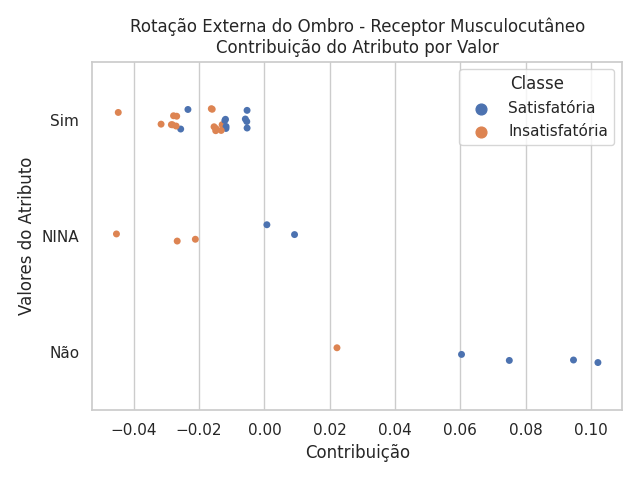 Rotação Externa do Ombro - Receptor Musculocutâneo
Contribuição do Atributo por Valor
Classe
Satisfatória
Insatisfatória
Valores do Atributo
Sim
NINA
Não
−0.04
−0.02
0.00
0.02
0.04
0.06
0.08
0.10
Contribuição